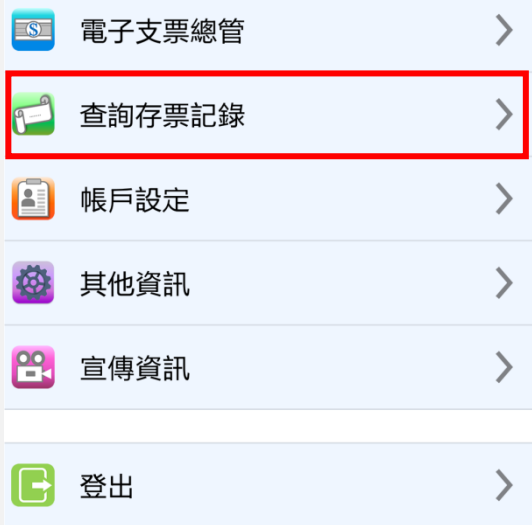 電子支票總管
查詢存票記錄
帳戶設定
其他資訊
宣傳資訊
登出